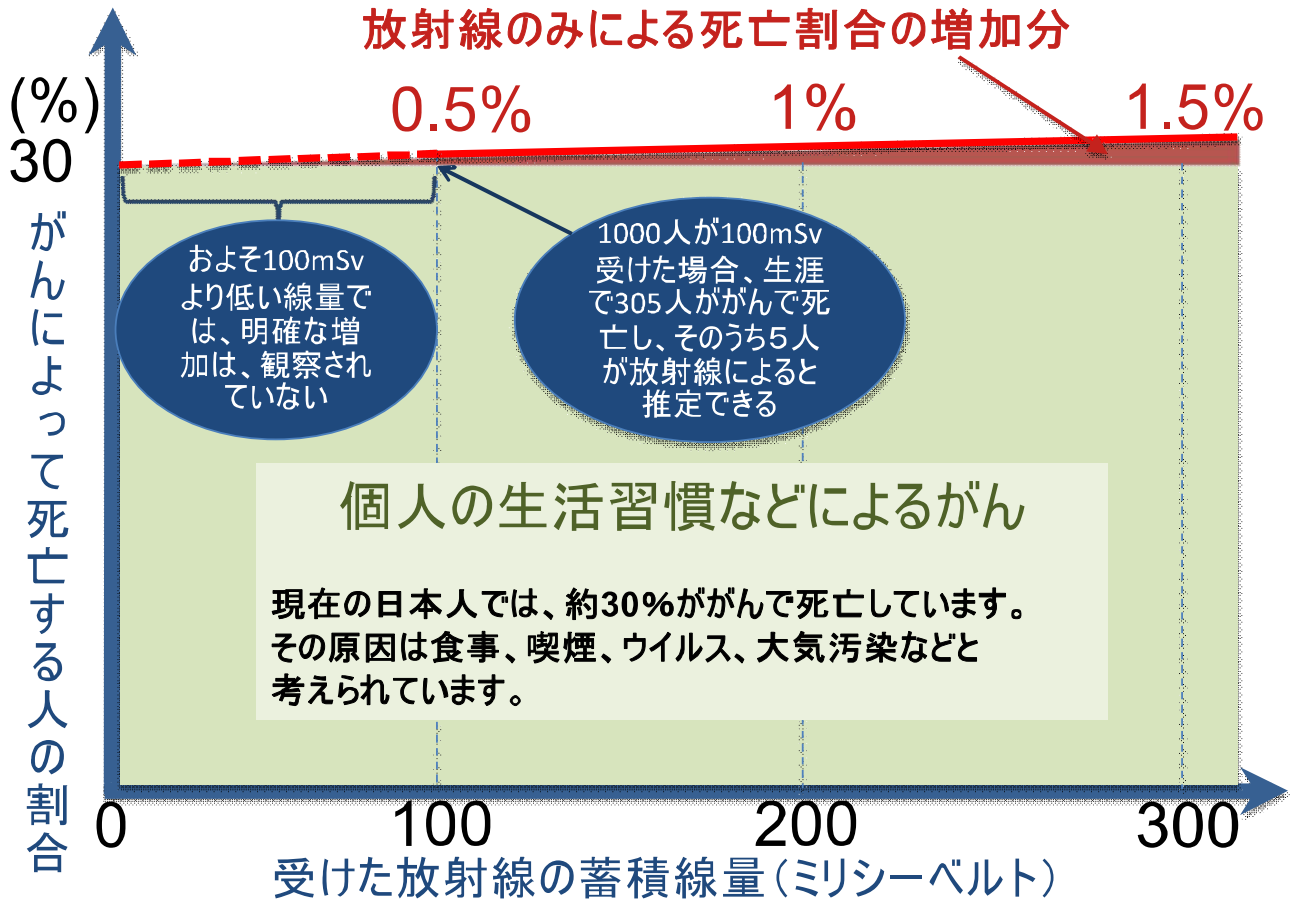 放射線のみによる死亡割合の増加分
(%)
0.5%
1%
1.5%
30
がんによって死亡する人の割合
およそ100mSv
より低い線量で
は、明確な増
加は、観察され
ていない
1000人が100mSv
受けた場合、生涯
で305人ががんで死
亡し、そのうち５人
が放射線によると
推定できる
個人の生活習慣などによるがん
現在の日本人では、約30%ががんで死亡しています。
その原因は食事、喫煙、ウイルス、大気汚染などと
考えられています。
0
100
200
300
受けた放射線の蓄積線量（ミリシーベルト）